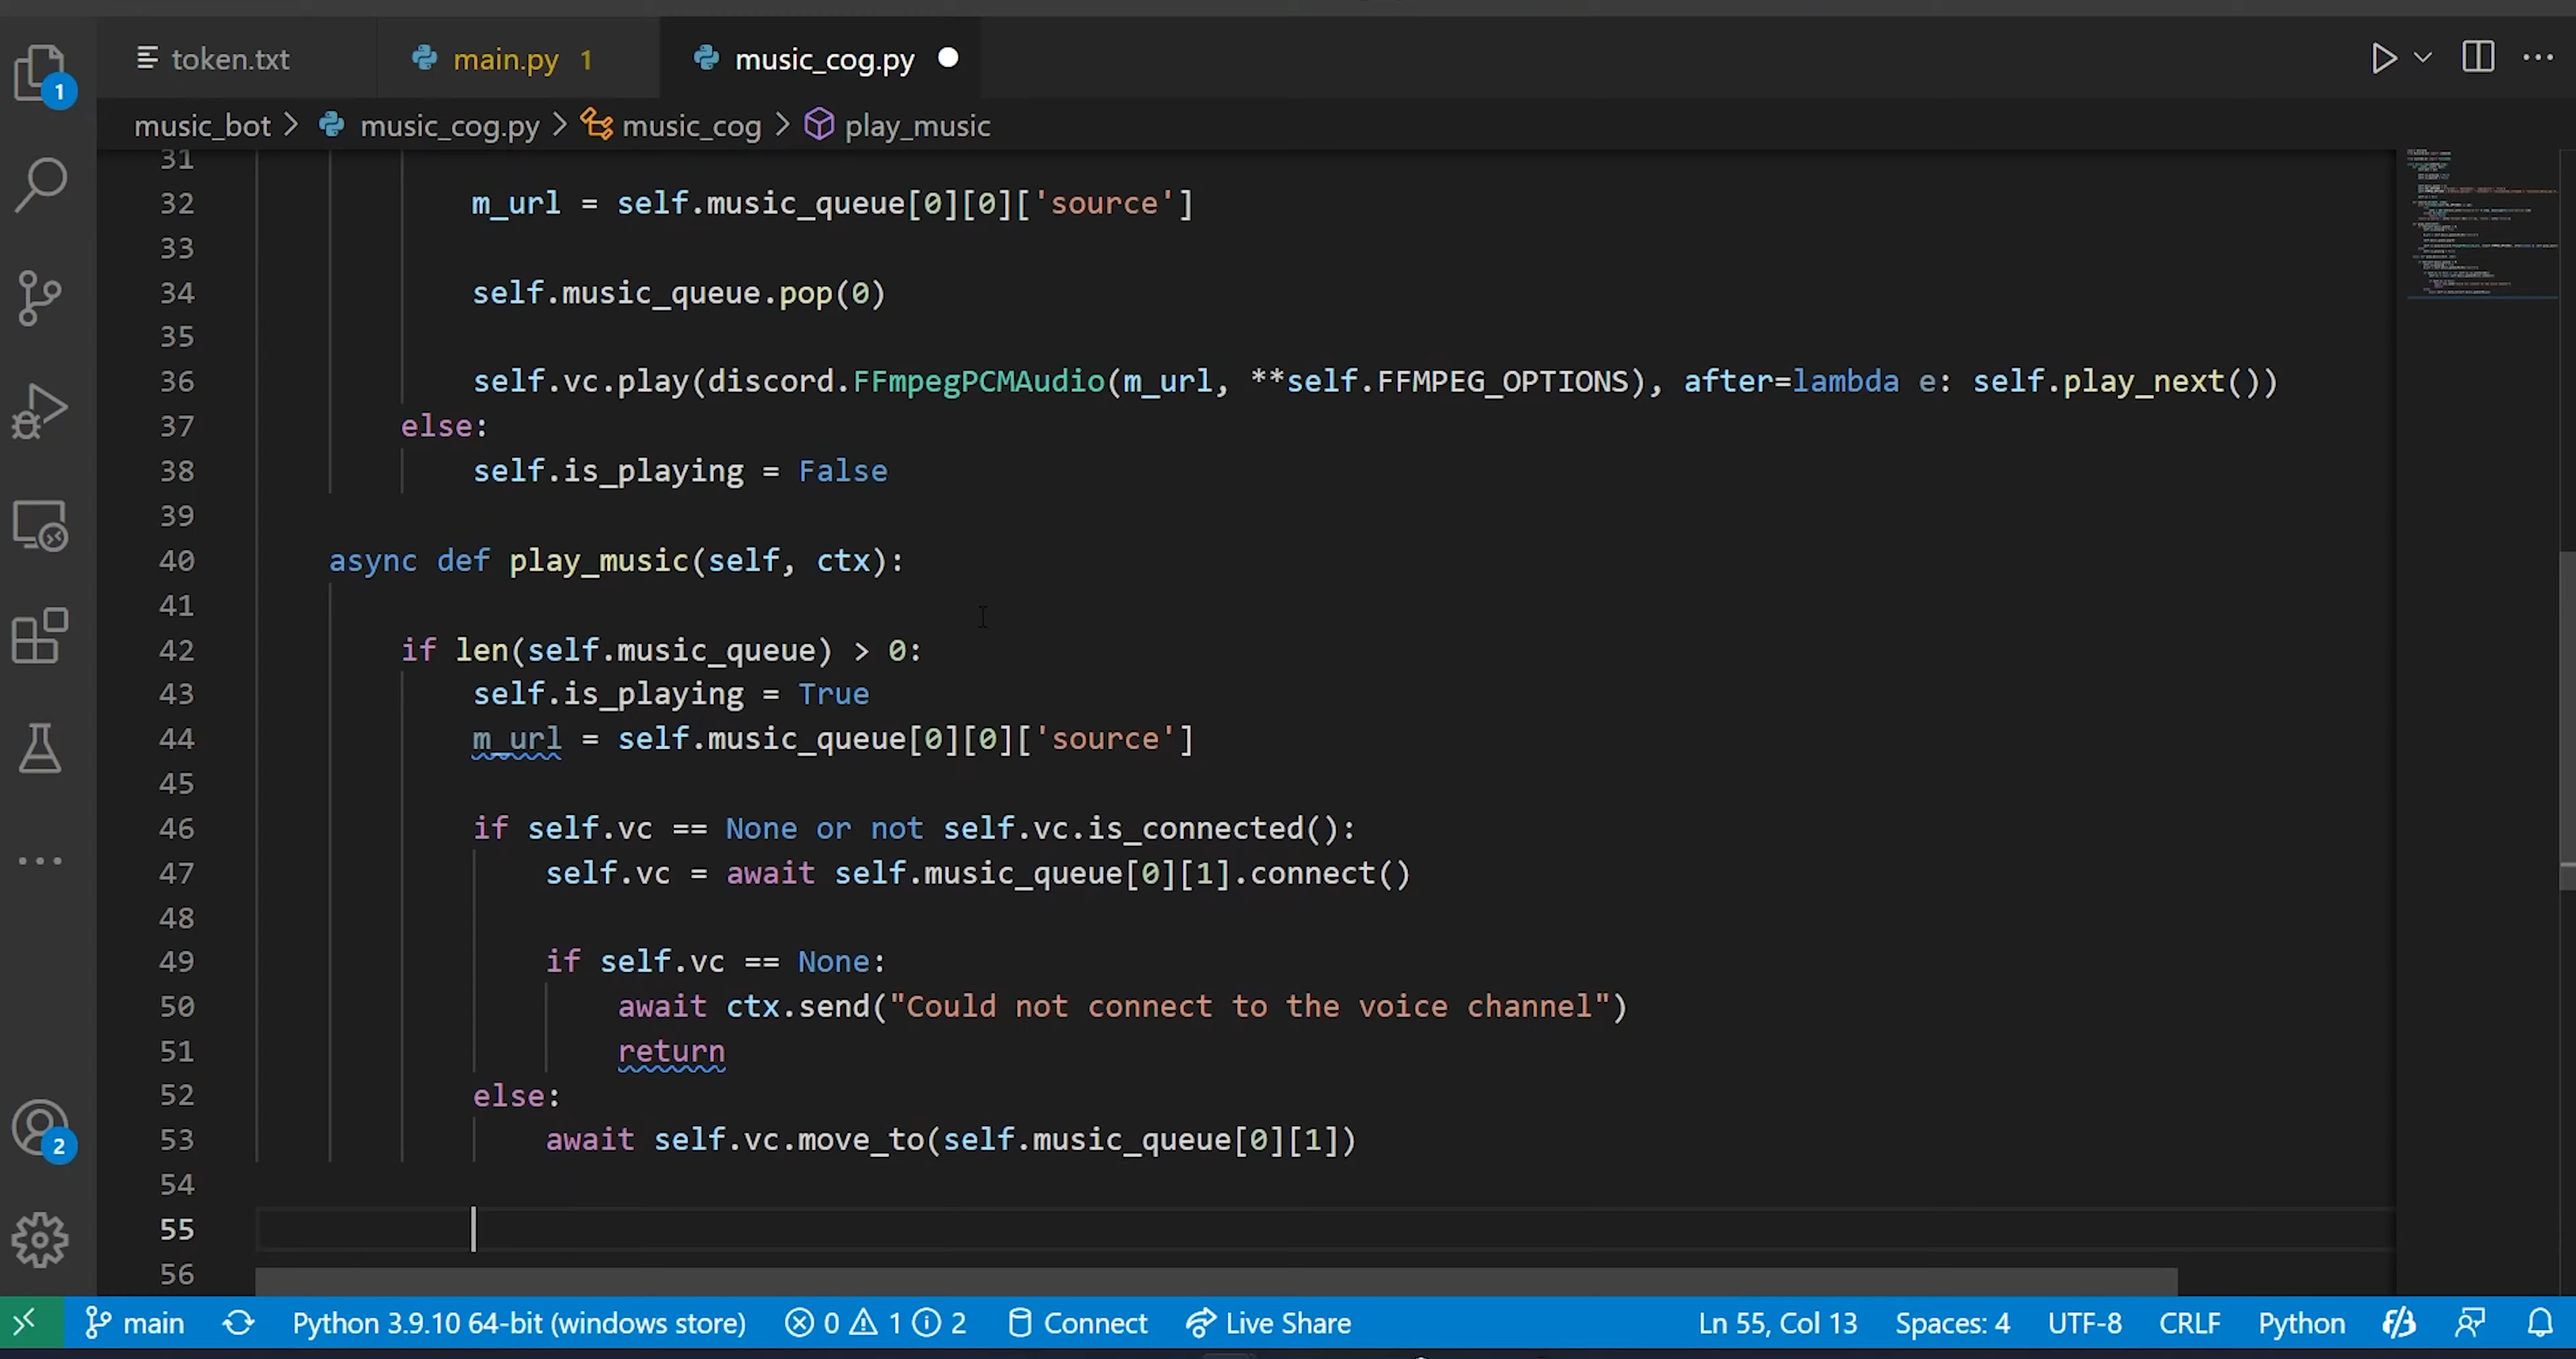 token.txt main.py 1 music_cog.py
1 music_bot > music_cog.py > music_cog > play_music
31
32 m_url = self.music_queue[0][0]['source']
33
34 self.music_queue.pop(0)
35
36 self.vc.play(discord.FFmpegPCMAudio(m_url, **self.FFMPEG_OPTIONS), after=lambda e: self.play_next())
37 else:
38 self.is_playing = False
39
40 async def play_music(self, ctx):
41
42 if len(self.music_queue) > 0:
43 self.is_playing = True
44 m_url = self.music_queue[0][0]['source']
45
46 if self.vc == None or not self.vc.is_connected():
47 self.vc = await self.music_queue[0][1].connect()
48
49 if self.vc == None:
50 await ctx.send("Could not connect to the voice channel")
51 return
52 else:
53 await self.vc.move_to(self.music_queue[0][1])
2
54
55
56
main Python 3.9.10 64-bit (windows store) 0 1 2 Connect Live Share Ln 55, Col 13 Spaces: 4 UTF-8 CRLF Python